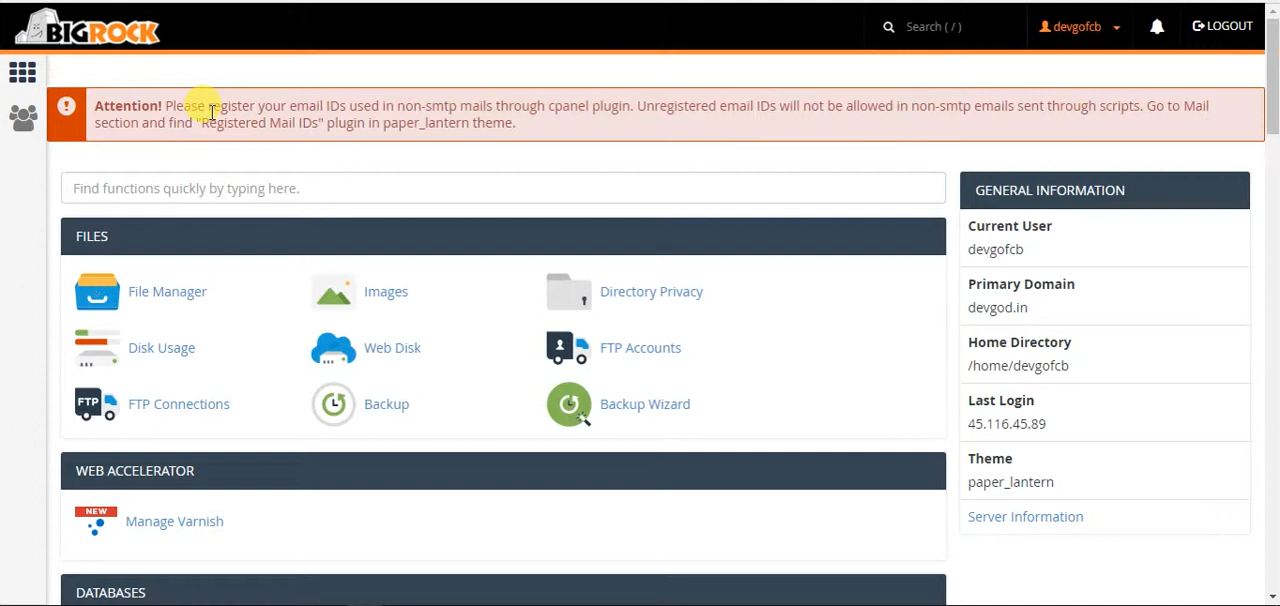 BIGROCK
Search ( / )
devgofcb
LOGOUT
Attention! Please register your email IDs used in non-smtp mails through cpanel plugin. Unregistered email IDs will not be allowed in non-smtp emails sent through scripts. Go to Mail
section and find "Registered Mail IDs" plugin in paper_lantern theme.
Find functions quickly by typing here.
FILES
File Manager
Images
Directory Privacy
Disk Usage
Web Disk
FTP Accounts
FTP
FTP Connections
Backup
Backup Wizard
WEB ACCELERATOR
NEW
Manage Varnish
DATABASES
GENERAL INFORMATION
Current User
devgofcb
Primary Domain
devgod.in
Home Directory
/home/devgofcb
Last Login
45.116.45.89
Theme
paper_lantern
Server Information